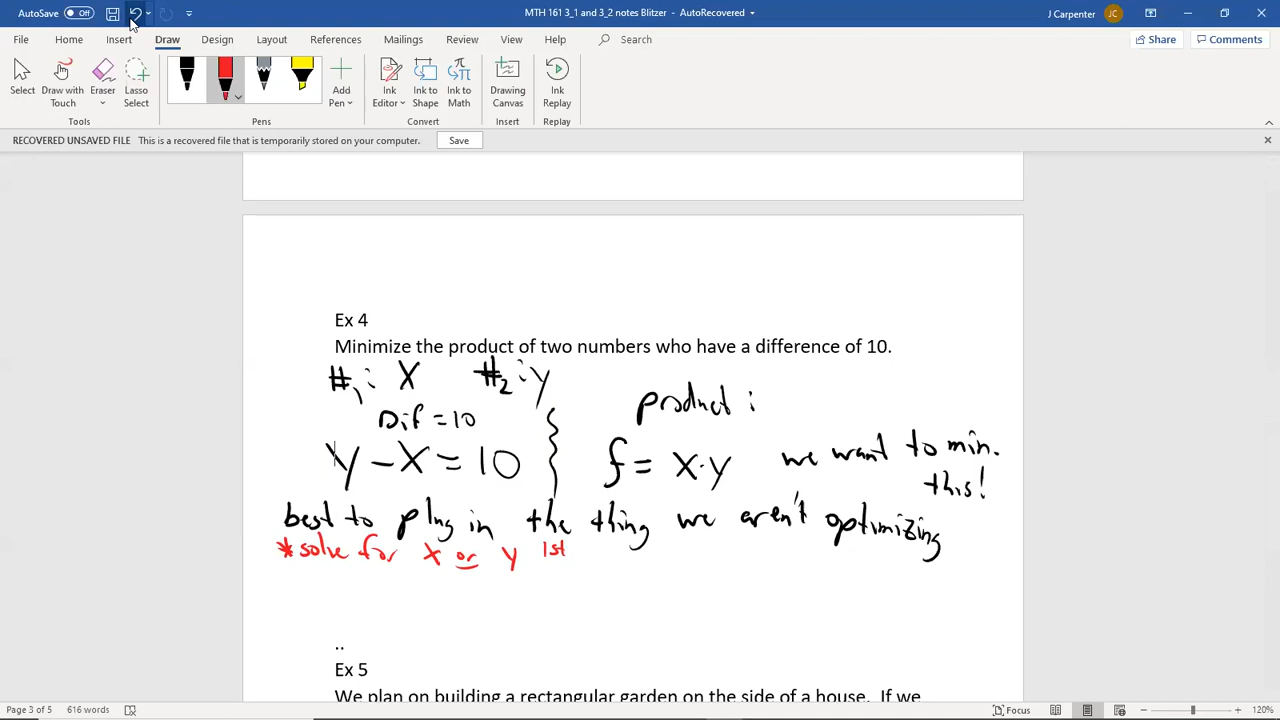 AutoSave Off MTH 161 3_1 and 3_2 notes Blitzer - AutoRecovered J Carpenter JC
File Home Insert Draw Design Layout References Mailings Review View Help Search Share Comments
Select Draw with Touch Eraser Lasso Select Add Pen Ink Editor Ink to Shape Ink to Math Drawing Canvas Ink Replay
Tools Pens Convert Insert Replay
RECOVERED UNSAVED FILE This is a recovered file that is temporarily stored on your computer. Save
Ex 4
Minimize the product of two numbers who have a difference of 10.
#1: X #2: y
Dif = 10 product:
y - x = 10 f = x·y we want to min. this!
best to plug in the thing we aren't optimizing
*solve for x or y 1st
..
Ex 5
We plan on building a rectangular garden on the side of a house. If we
Page 3 of 5 616 words Focus 120%